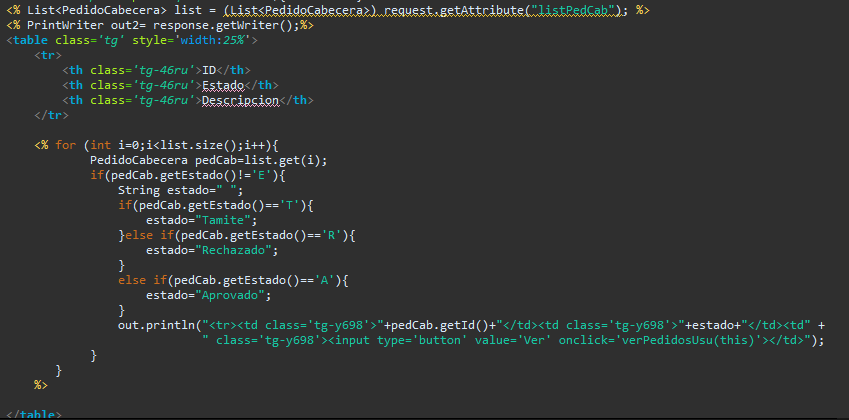 <% List<PedidoCabecera> list = (List<PedidoCabecera>) request.getAttribute("listPedCab"); %>
<% PrintWriter out2= response.getWriter();%>
<table class='tg' style='width:25%'>
    <tr>
        <th class='tg-46ru'>ID</th>
        <th class='tg-46ru'>Estado</th>
        <th class='tg-46ru'>Descripcion</th>
    </tr>

    <% for (int i=0;i<list.size();i++){
            PedidoCabecera pedCab=list.get(i);
            if(pedCab.getEstado()!='E'){
                String estado=" ";
                if(pedCab.getEstado()=='T'){
                    estado="Tamite";
                }else if(pedCab.getEstado()=='R'){
                    estado="Rechazado";
                }
                else if(pedCab.getEstado()=='A'){
                    estado="Aprovado";
                }
                out.println("<tr><td class='tg-y698'>"+pedCab.getId()+"</td><td class='tg-y698'>"+estado+"</td><td" +
                            " class='tg-y698'><input type='button' value='Ver' onclick='verPedidosUsu(this)'></td>");
            }
       }
    %>

</table>